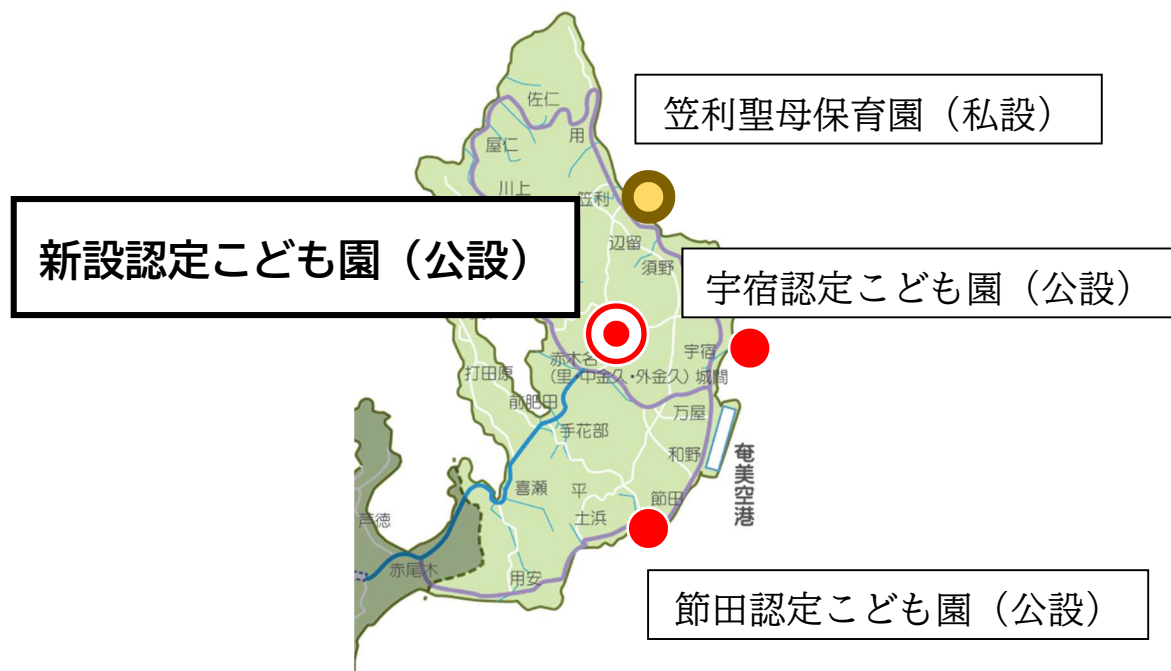 佐仁
笠利聖母保育園（私設）
用
屋仁
川上
笠利
新設認定こども園（公設）
辺留
須野
宇宿認定こども園（公設）
宇宿
赤木名
（里・中金久・外金久）
城間
打田原
前肥田
万屋
手花部
和野
奄美空港
喜瀬
平
節田
土浜
芦徳
赤尾木
用安
節田認定こども園（公設）